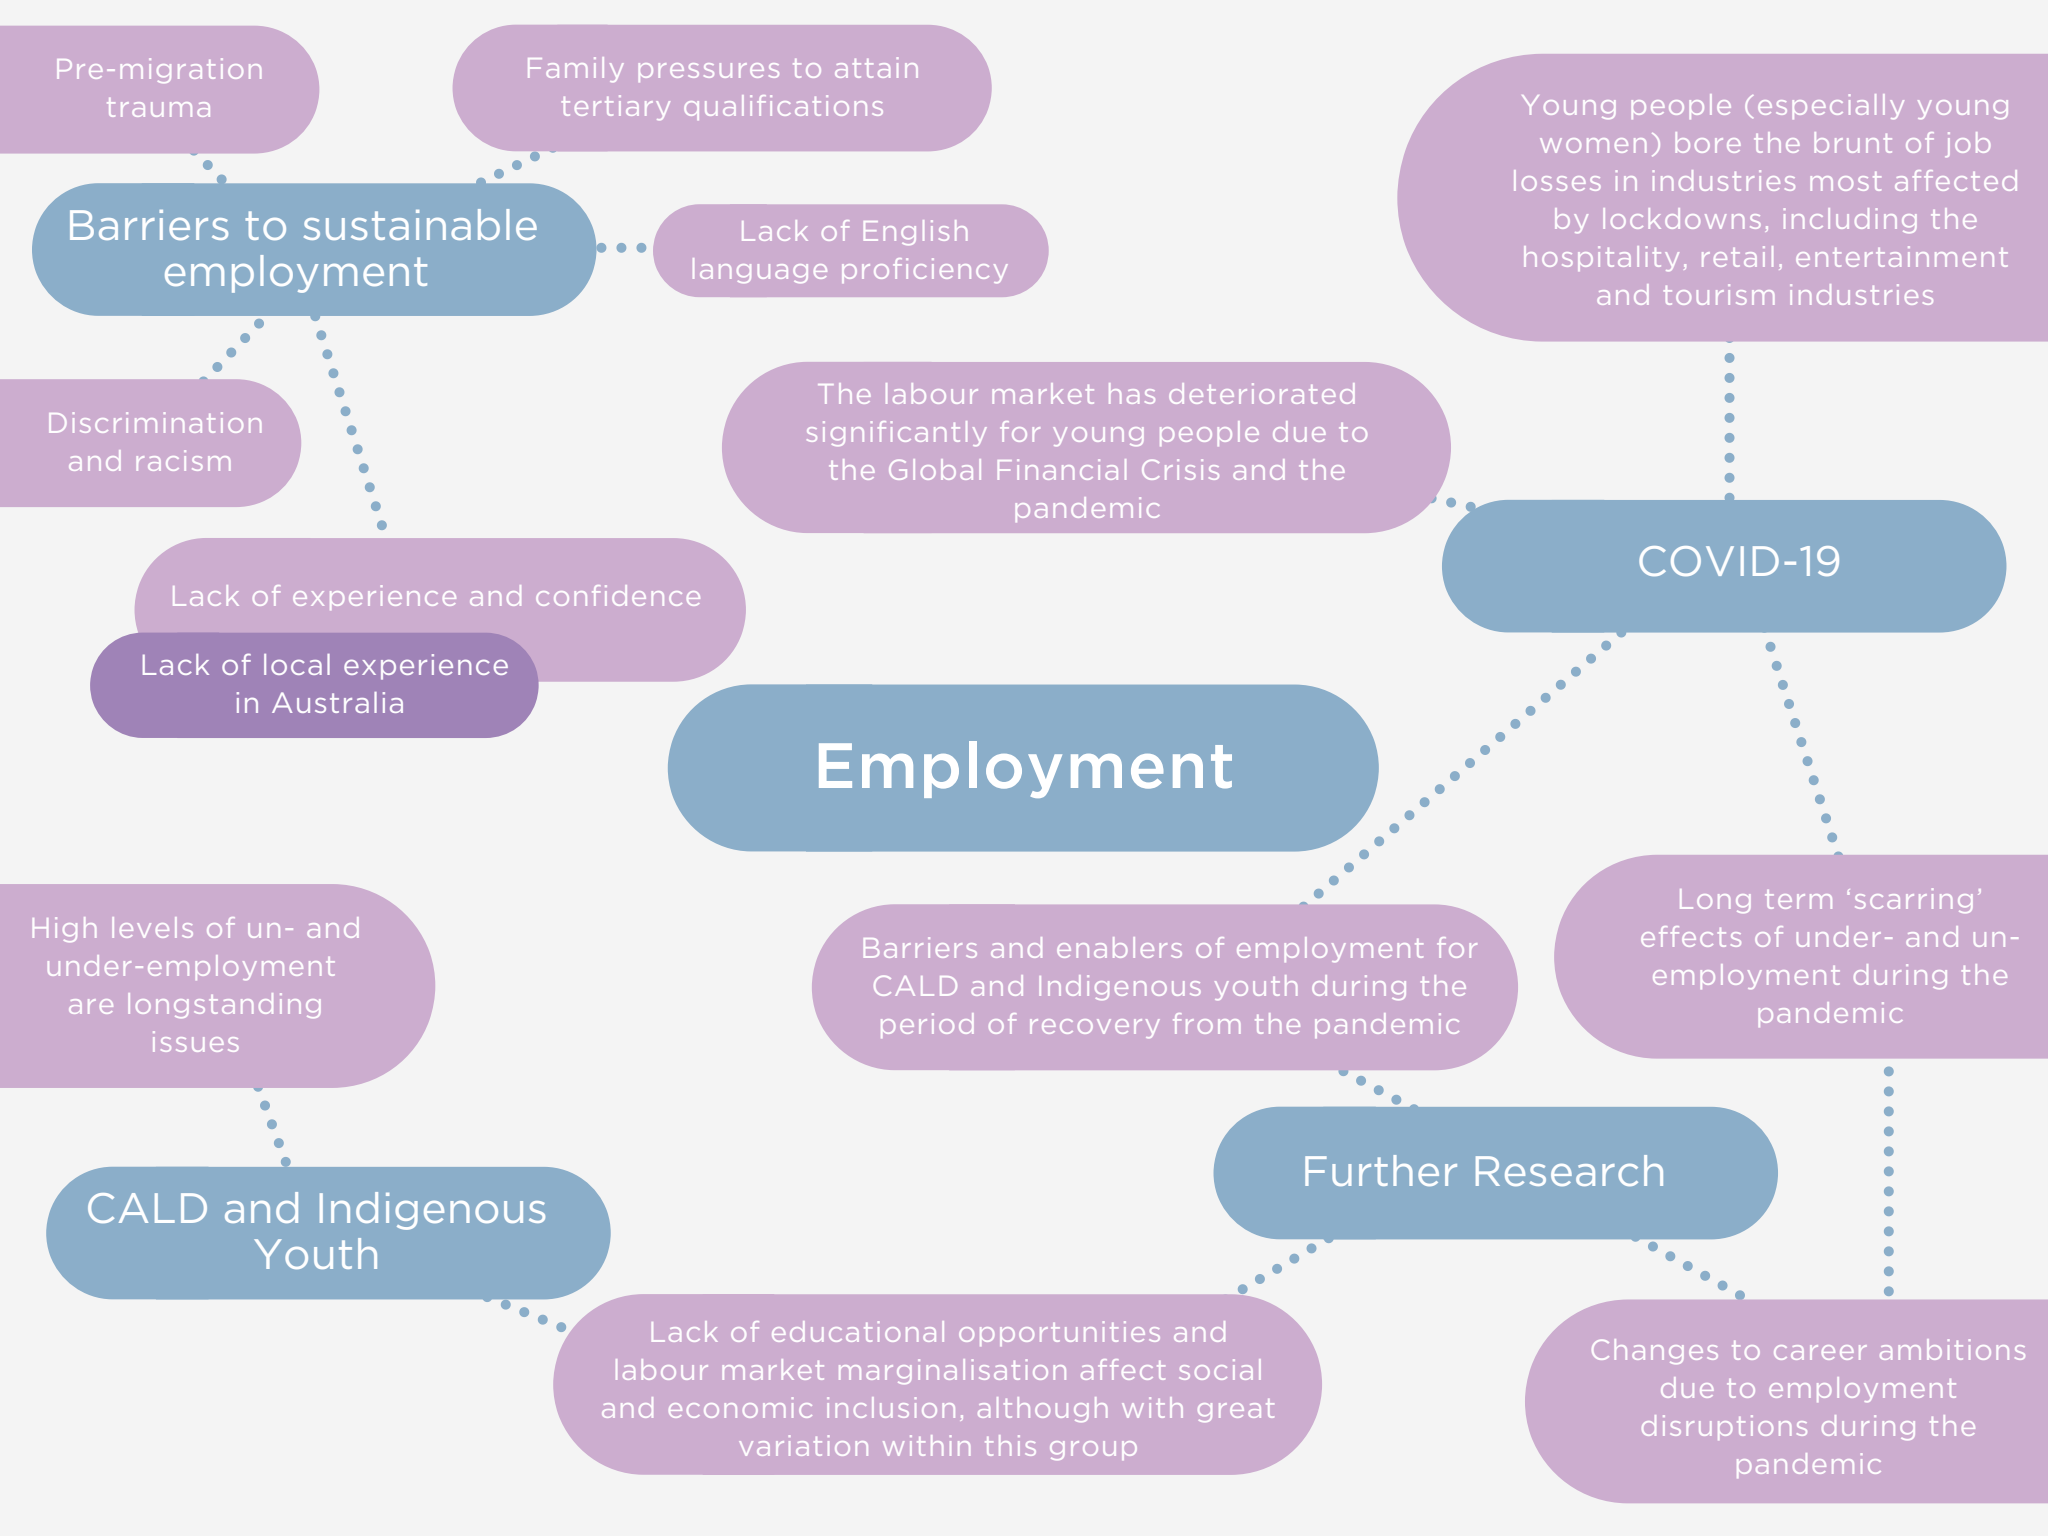 Pre-migration
trauma
Family pressures to attain
tertiary qualifications
Barriers to sustainable
employment
Lack of English
language proficiency
Discrimination
and racism
Lack of experience and confidence
Lack of local experience
in Australia
Young people (especially young
women) bore the brunt of job
losses in industries most affected
by lockdowns, including the
hospitality, retail, entertainment
and tourism industries
The labour market has deteriorated
significantly for young people due to
the Global Financial Crisis and the
pandemic
COVID-19
Employment
High levels of un- and
under-employment
are longstanding
issues
Barriers and enablers of employment for
CALD and Indigenous youth during the
period of recovery from the pandemic
Long term ‘scarring’
effects of under- and un-
employment during the
pandemic
Further Research
CALD and Indigenous
Youth
Lack of educational opportunities and
labour market marginalisation affect social
and economic inclusion, although with great
variation within this group
Changes to career ambitions
due to employment
disruptions during the
pandemic